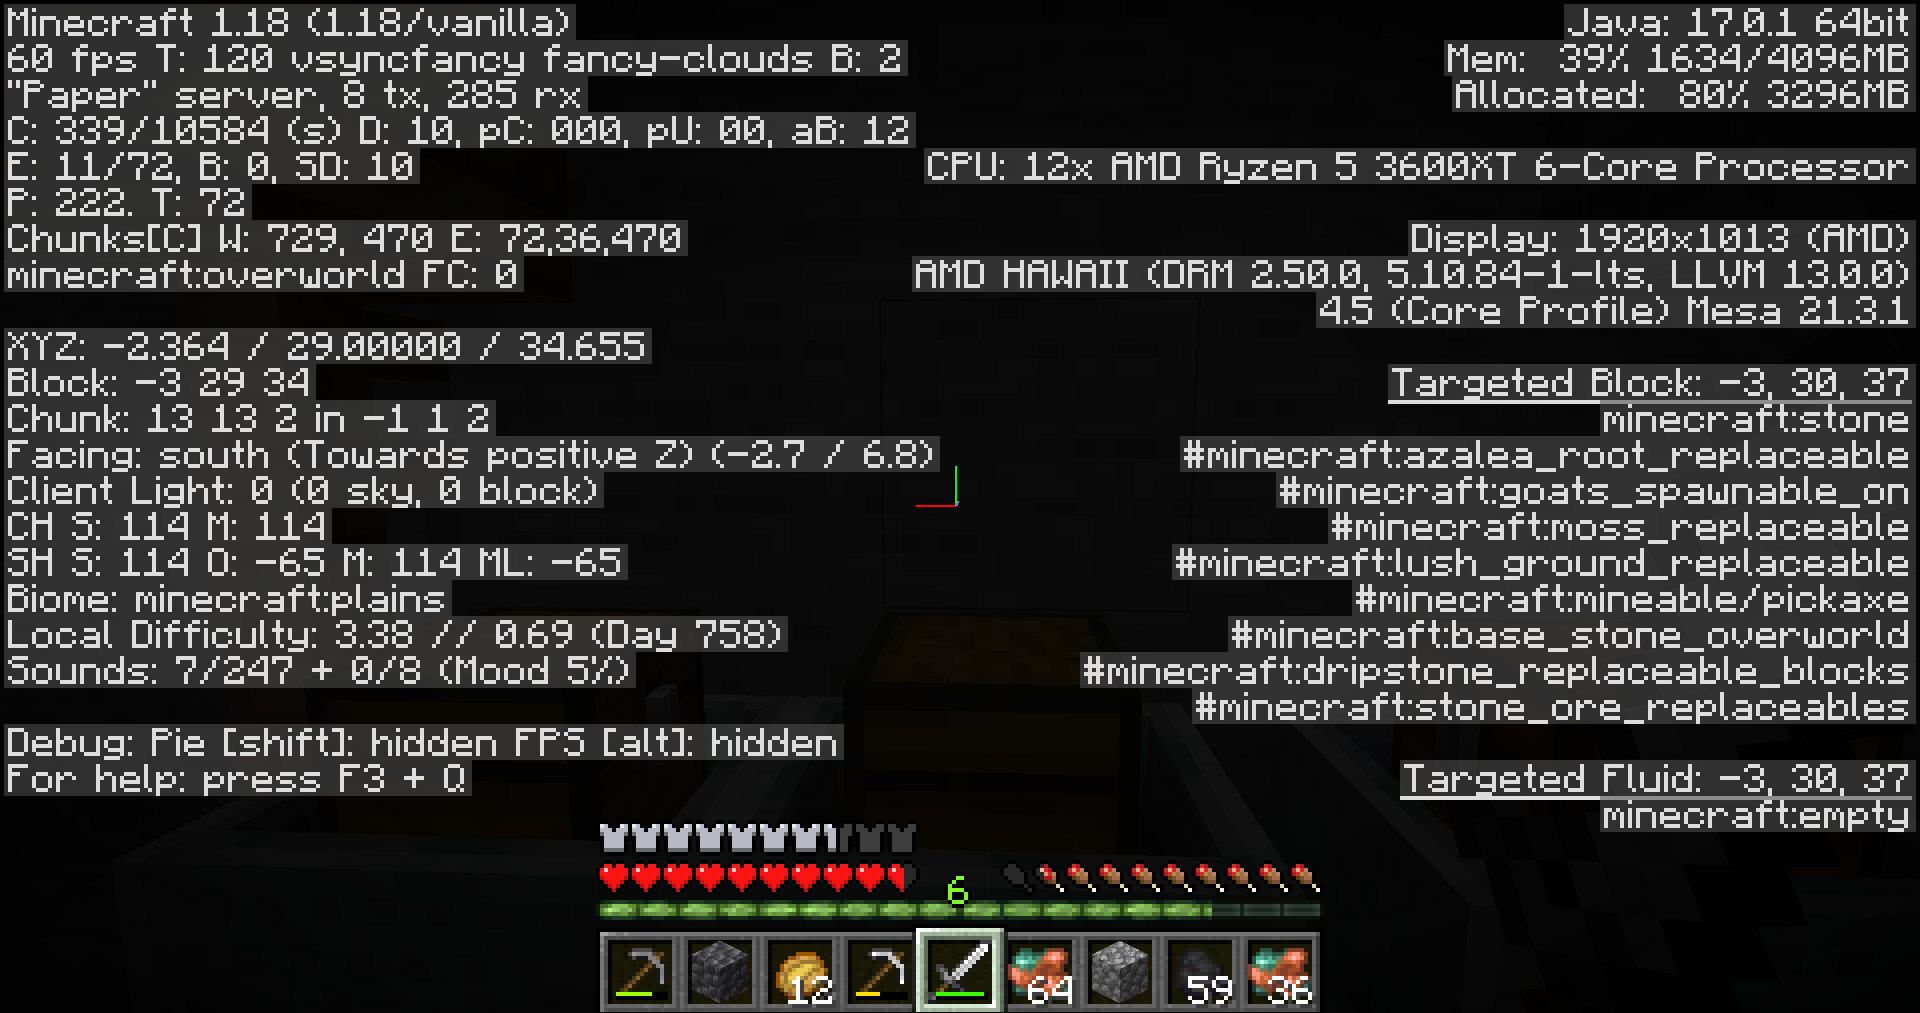 Minecraft 1.18 (1.18/vanilla)
60 fps T: 120 vsyncfancy fancy-clouds B: 2
"Paper" server, 8 tx, 285 rx
C: 339/10584 (s) D: 10, pC: 000, pU: 00, aB: 12
E: 11/72, B: 0, SD: 10
P: 222. T: 72
Chunks[C] W: 729, 470 E: 72,36,470
minecraft:overworld FC: 0
XYZ: -2.364 / 29.00000 / 34.655
Block: -3 29 34
Chunk: 13 13 2 in -1 1 2
Facing: south (Towards positive Z) (-2.7 / 6.8)
Client Light: 0 (0 sky, 0 block)
CH S: 114 M: 114
SH S: 114 O: -65 M: 114 ML: -65
Biome: minecraft:plains
Local Difficulty: 3.38 // 0.69 (Day 758)
Sounds: 7/247 + 0/8 (Mood 5%)
Debug: Pie [shift]: hidden FPS [alt]: hidden
For help: press F3 + Q
Java: 17.0.1 64bit
Mem: 39% 1634/4096MB
Allocated: 80% 3296MB
CPU: 12x AMD Ryzen 5 3600XT 6-Core Processor
Display: 1920x1013 (AMD)
AMD HAWAII (DRM 2.50.0, 5.10.84-1-lts, LLVM 13.0.0)
4.5 (Core Profile) Mesa 21.3.1
Targeted Block: -3, 30, 37
minecraft:stone
#minecraft:azalea_root_replaceable
#minecraft:goats_spawnable_on
#minecraft:moss_replaceable
#minecraft:lush_ground_replaceable
#minecraft:mineable/pickaxe
#minecraft:base_stone_overworld
#minecraft:dripstone_replaceable_blocks
#minecraft:stone_ore_replaceables
Targeted Fluid: -3, 30, 37
minecraft:empty
6
12 64 59 36